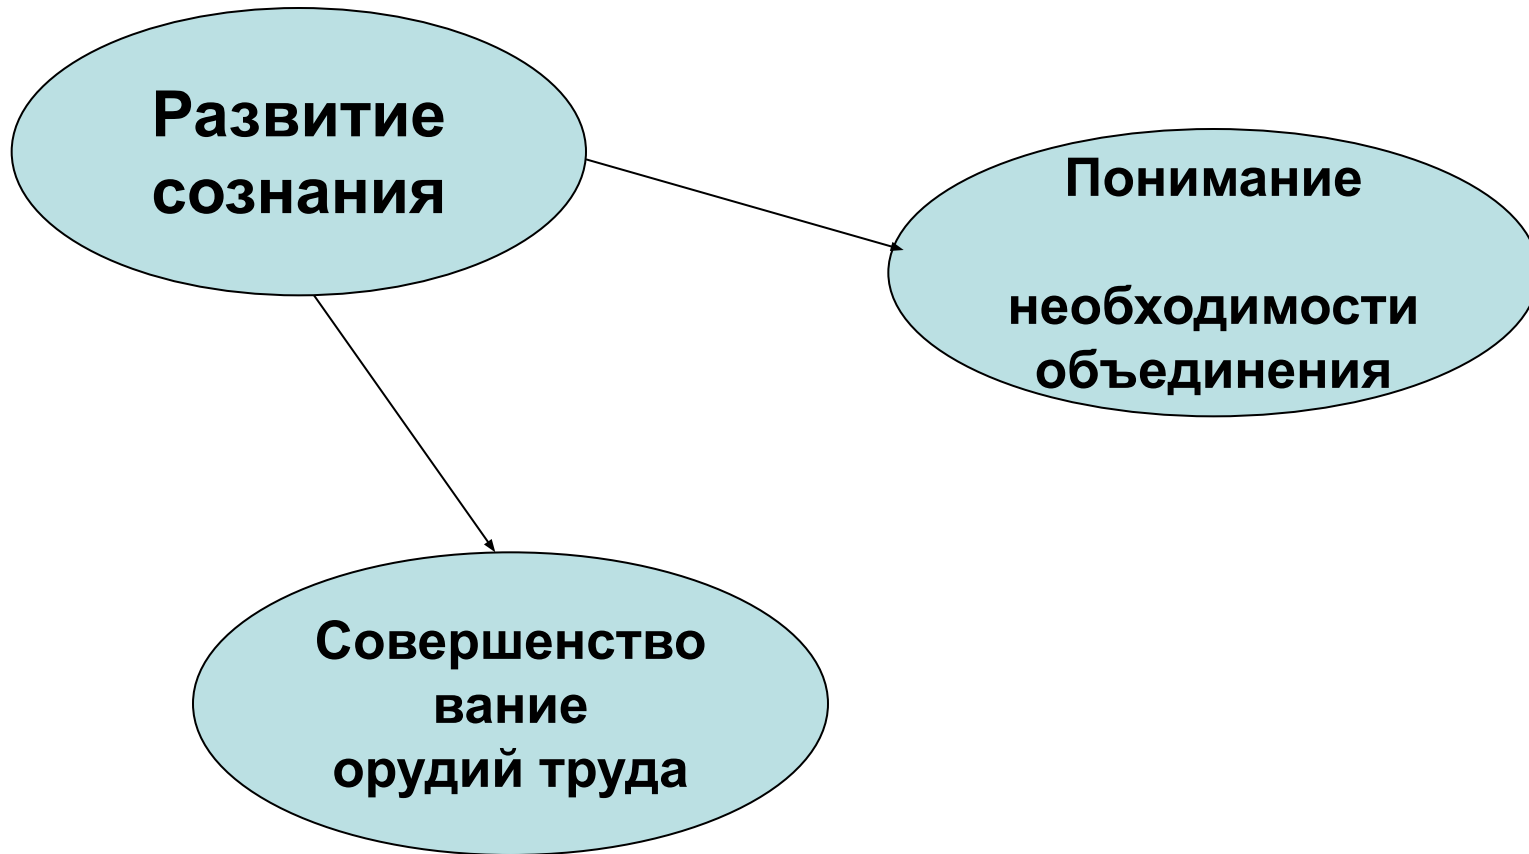 Развитие
сознания
Понимание
необходимости
объединения
Совершенство
вание
орудий труда